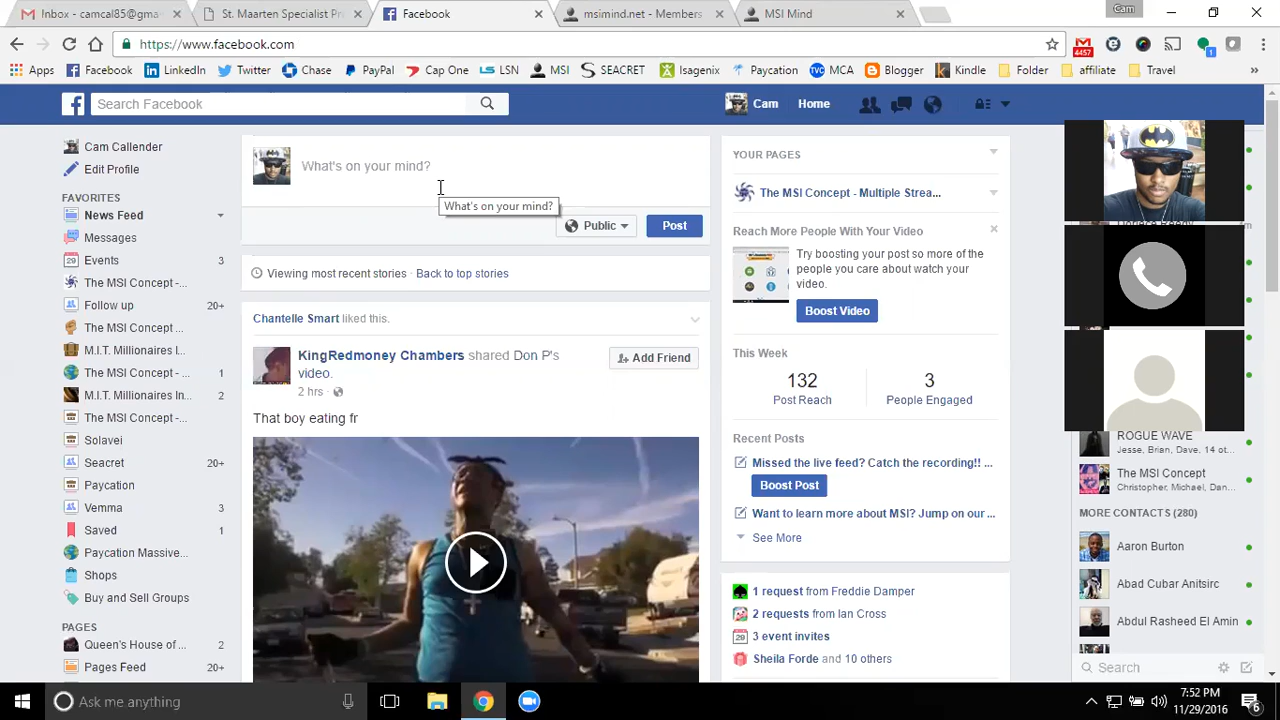 Inbox - camcal85@gma
St. Maarten Specialist Pr
Facebook
msimind.net - Members
MSI Mind
Cam
https://www.facebook.com
4457
1
Apps
Facebook
LinkedIn
Twitter
Chase
PayPal
Cap One
LSN
MSI
SEACRET
Isagenix
Paycation
MCA
Blogger
Kindle
Folder
affiliate
Travel
»
Search Facebook
Cam
Home
Cam Callender
Edit Profile
FAVORITES
News Feed
Messages
Events 3
The MSI Concept -...
Follow up 20+
The MSI Concept ...
M.I.T. Millionaires I...
The MSI Concept - ... 1
M.I.T. Millionaires In... 2
The MSI Concept -...
Solavei
Seacret 20+
Paycation
Vemma 3
Saved 1
Paycation Massive...
Shops
Buy and Sell Groups
PAGES
Queen's House of ...
Pages Feed 20+
What's on your mind?
What's on your mind?
Public
Post
Viewing most recent stories · Back to top stories
Chantelle Smart liked this.
KingRedmoney Chambers shared Don P's
video.
Add Friend
2 hrs ·
That boy eating fr
YOUR PAGES
The MSI Concept - Multiple Strea...
Reach More People With Your Video
Try boosting your post so more of the
people you care about watch your
video.
Boost Video
This Week
132
Post Reach
3
People Engaged
Recent Posts
Missed the live feed? Catch the recording!! ...
Boost Post
Want to learn more about MSI? Jump on our ...
See More
1 request from Freddie Damper
2 requests from Ian Cross
29 3 event invites
Sheila Forde and 10 others
ROGUE WAVE
Jesse, Brian, Dave, 14 ot...
The MSI Concept
Christopher, Michael, Dan...
MORE CONTACTS (280)
Aaron Burton
Abad Cubar Anitsirc
Abdul Rasheed El Amin
Search
Ask me anything
7:52 PM
11/29/2016
6